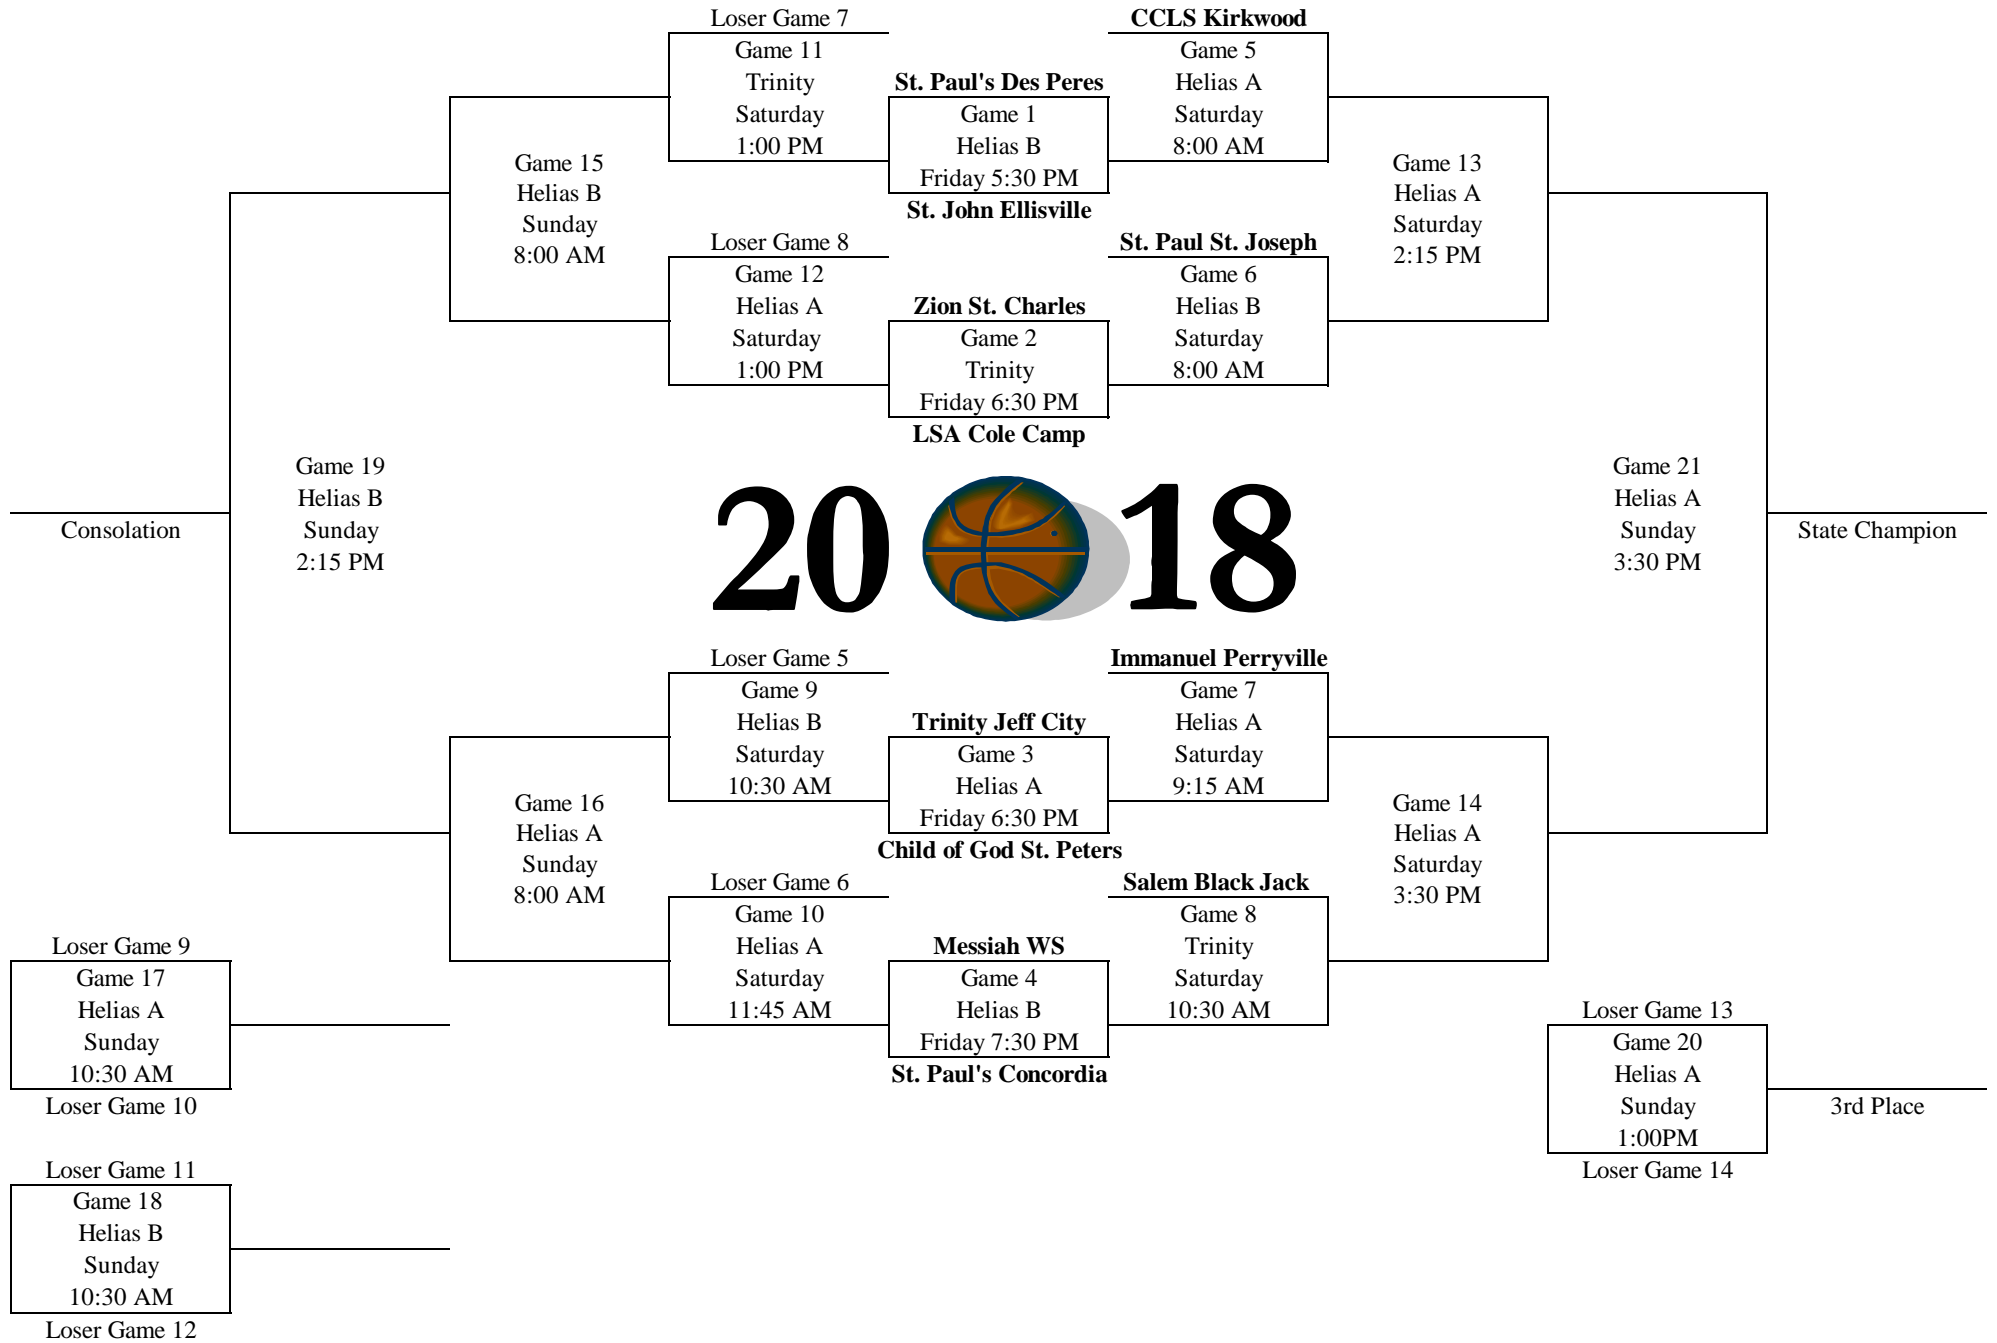 Loser Game 7
Game 11
Trinity
Saturday
1:00 PM
CCLS Kirkwood
Game 5
Helias A
Saturday
8:00 AM
St. Paul's Des Peres
Game 1
Helias B
Friday 5:30 PM
St. John Ellisville
Game 15
Helias B
Sunday
8:00 AM
Game 13
Helias A
Saturday
2:15 PM
Loser Game 8
Game 12
Helias A
Saturday
1:00 PM
St. Paul St. Joseph
Game 6
Helias B
Saturday
8:00 AM
Zion St. Charles
Game 2
Trinity
Friday 6:30 PM
LSA Cole Camp
Game 19
Helias B
Sunday
2:15 PM
Consolation
2018
Game 21
Helias A
Sunday
3:30 PM
State Champion
Loser Game 5
Game 9
Helias B
Saturday
10:30 AM
Immanuel Perryville
Game 7
Helias A
Saturday
9:15 AM
Trinity Jeff City
Game 3
Helias A
Friday 6:30 PM
Child of God St. Peters
Game 16
Helias A
Sunday
8:00 AM
Game 14
Helias A
Saturday
3:30 PM
Loser Game 6
Game 10
Helias A
Saturday
11:45 AM
Salem Black Jack
Game 8
Trinity
Saturday
10:30 AM
Messiah WS
Game 4
Helias B
Friday 7:30 PM
St. Paul's Concordia
Loser Game 9
Game 17
Helias A
Sunday
10:30 AM
Loser Game 10
Loser Game 13
Game 20
Helias A
Sunday
1:00PM
Loser Game 14
3rd Place
Loser Game 11
Game 18
Helias B
Sunday
10:30 AM
Loser Game 12